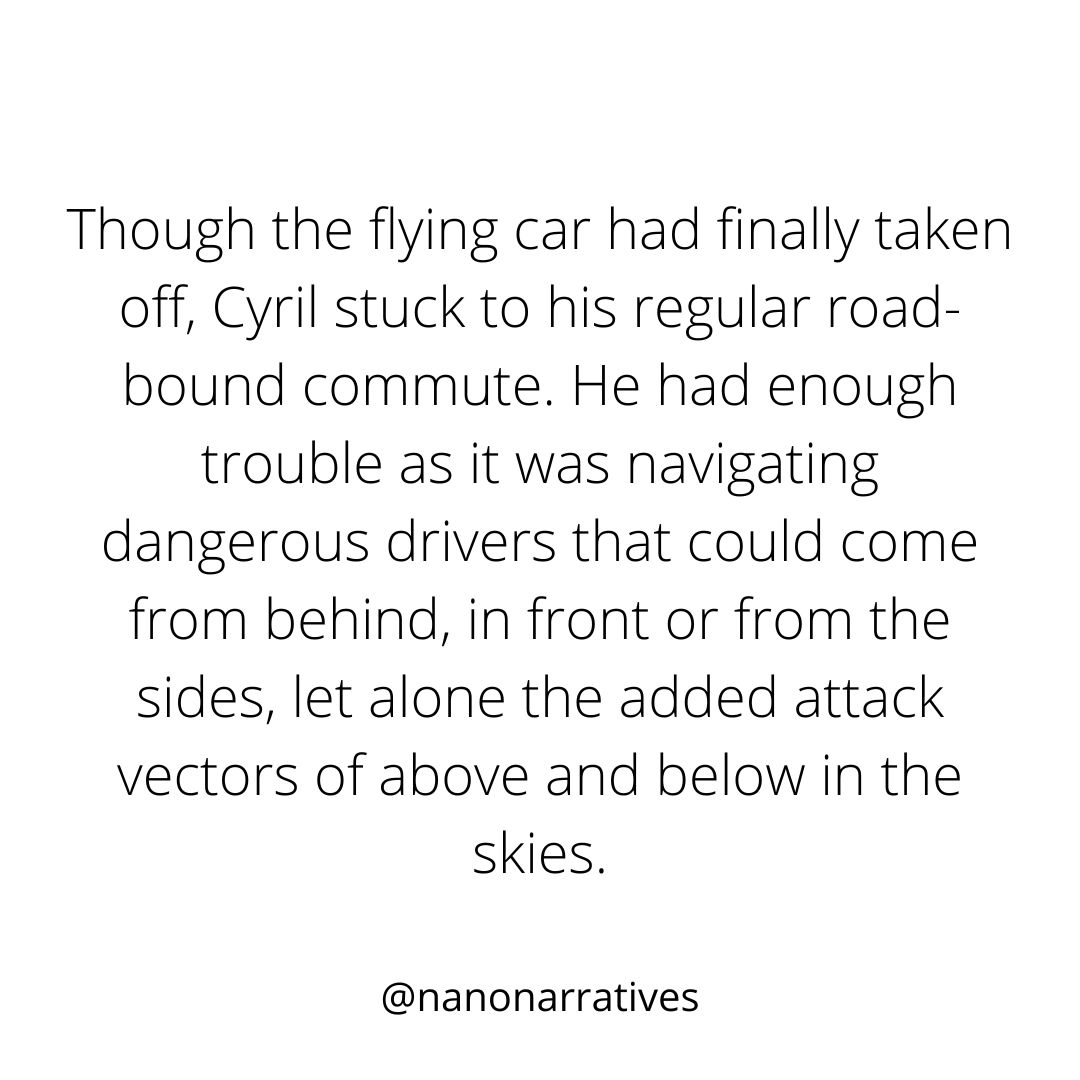 Though the flying car had finally taken
off, Cyril stuck to his regular road-
bound commute. He had enough
trouble as it was navigating
dangerous drivers that could come
from behind, in front or from the
sides, let alone the added attack
vectors of above and below in the
skies.
@nanonarratives